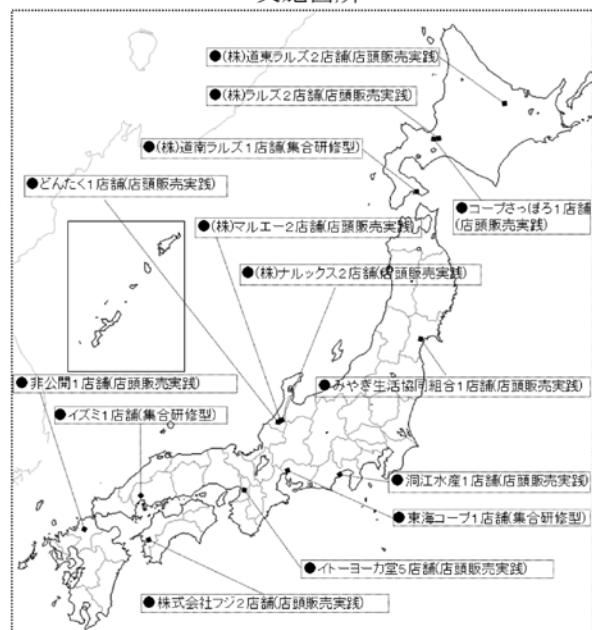 ●(株)道東ラルズ2店舗(店頭販売実践)
●(株)ラルズ2店舗(店頭販売実践)
●(株)道南ラルズ1店舗(集合研修型)
●どんたく1店舗(店頭販売実践)
●コープさっぽろ1店舗
(店頭販売実践)
●(株)マルエー2店舗(店頭販売実践)
●(株)ナルックス2店舗(店頭販売実践)
●非公開1店舗(店頭販売実践)
●みやぎ生活協同組合1店舗(店頭販売実践)
●イズミ1店舗(集合研修型)
●洞江水産1店舗(店頭販売実践)
●東海コープ1店舗(集合研修型)
●イトーヨーカ堂5店舗(店頭販売実践)
●株式会社フジ2店舗(店頭販売実践)